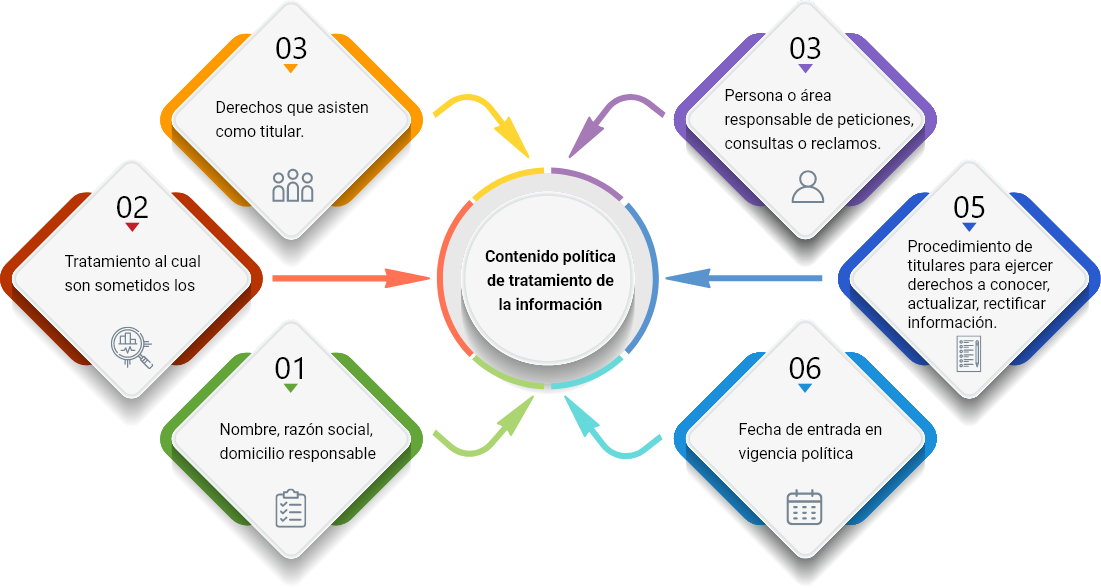 03
Derechos que asisten
como titular.
03
Persona o área
responsable de peticiones,
consultas o reclamos.
02
Tratamiento al cual
son sometidos los
Contenido política
de tratamiento de
la información
05
Procedimiento de
titulares para ejercer
derechos a conocer,
actualizar, rectificar
información.
01
Nombre, razón social,
domicilio responsable
06
Fecha de entrada en
vigencia política